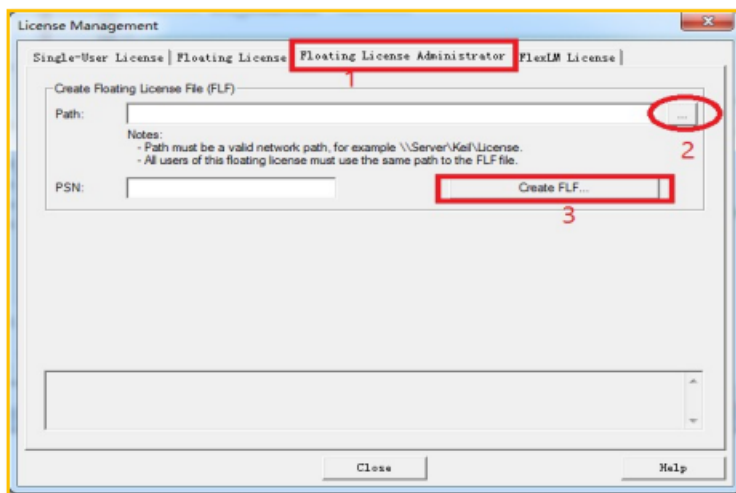 License Management
Single-User License | Floating License | Floating License Administrator | FlexLM License
1
Create Floating License File (FLF)
Path:
...
2
Notes:
- Path must be a valid network path, for example \\Server\Keil\License.
- All users of this floating license must use the same path to the FLF file.
PSN:
Create FLF...
3
Close
Help